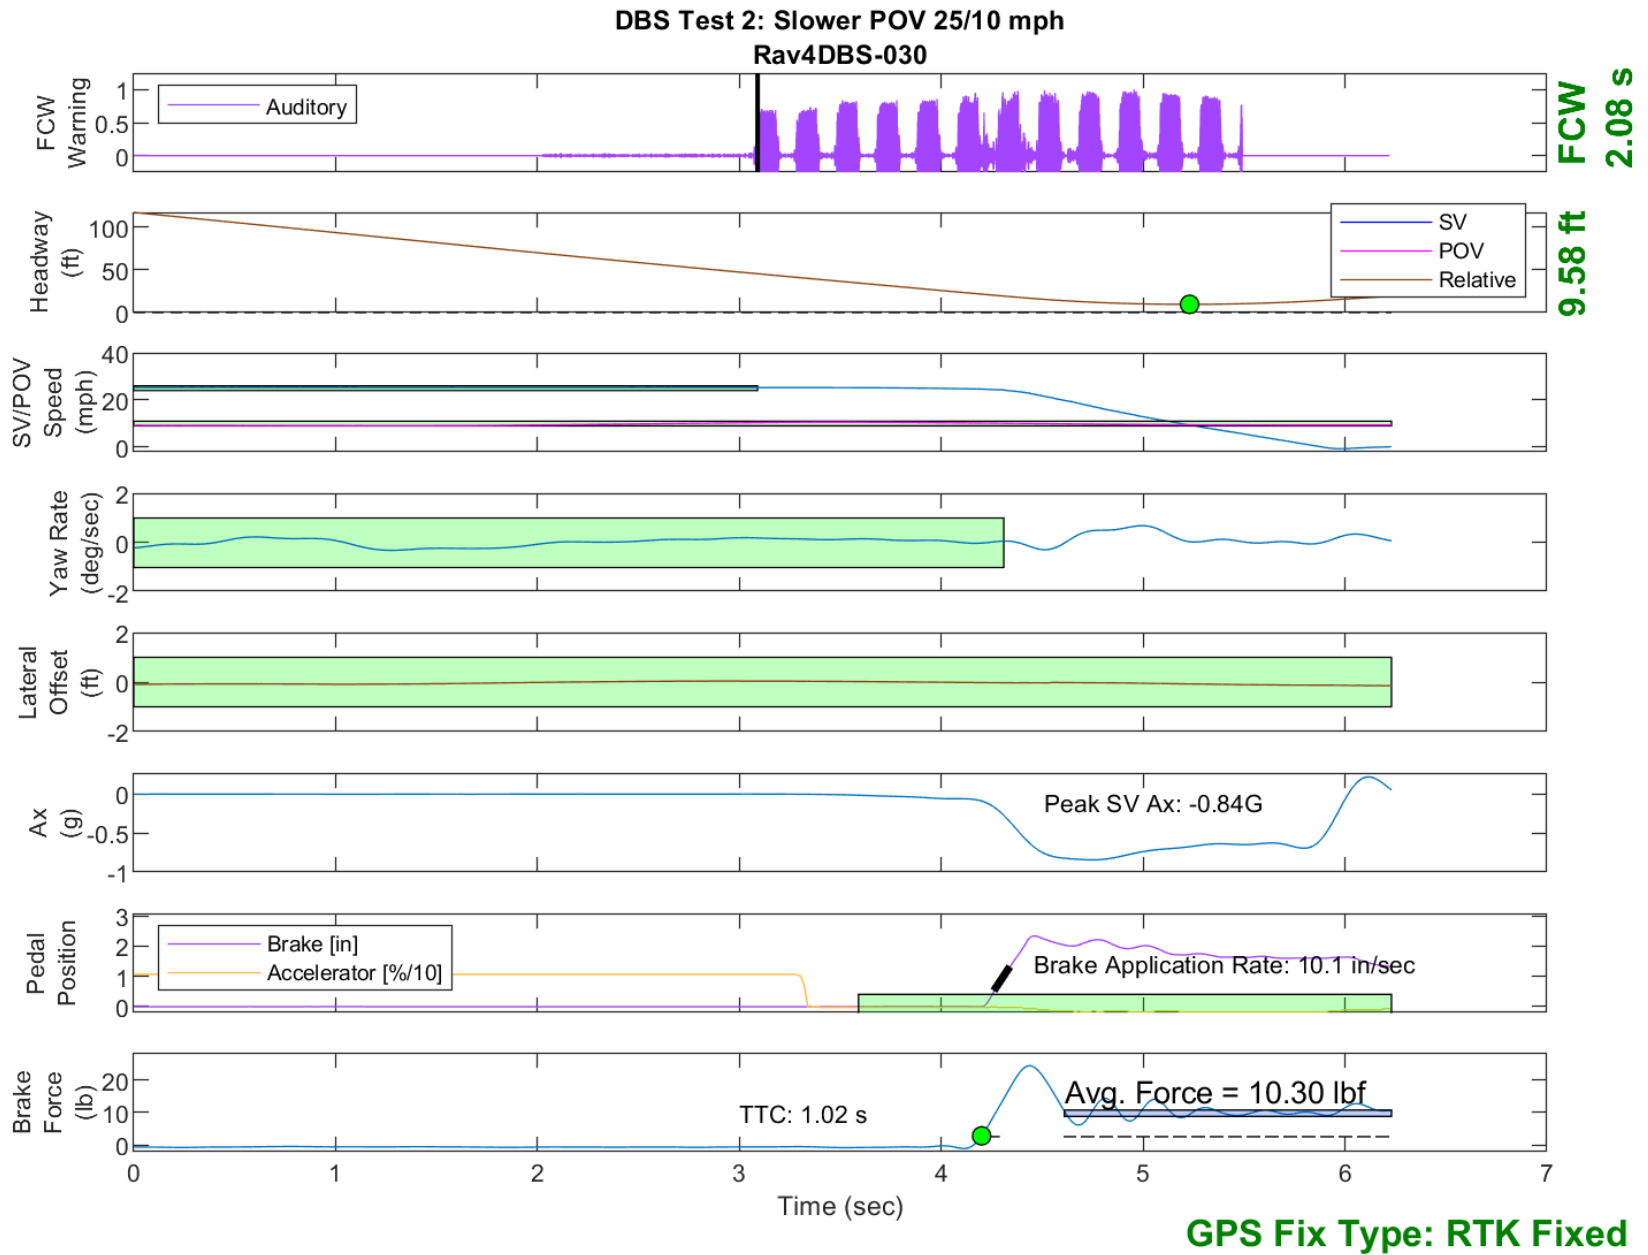 DBS Test 2: Slower POV 25/10 mph
Rav4DBS-030
FCW
Warning
1
0.5
0
Auditory
FCW
2.08 s
Headway
(ft)
100
50
0
SV
POV
Relative
9.58 ft
SV/POV
Speed
(mph)
40
20
0
Yaw Rate
(deg/sec)
2
0
-2
Lateral
Offset
(ft)
2
0
-2
Ax
(g)
0
-0.5
-1
Peak SV Ax: -0.84G
Pedal
Position
3
2
1
0
Brake [in]
Accelerator [%/10]
Brake Application Rate: 10.1 in/sec
Brake
Force
(lb)
20
10
0
TTC: 1.02 s
Avg. Force = 10.30 lbf
0 1 2 3 4 5 6 7
Time (sec)
GPS Fix Type: RTK Fixed